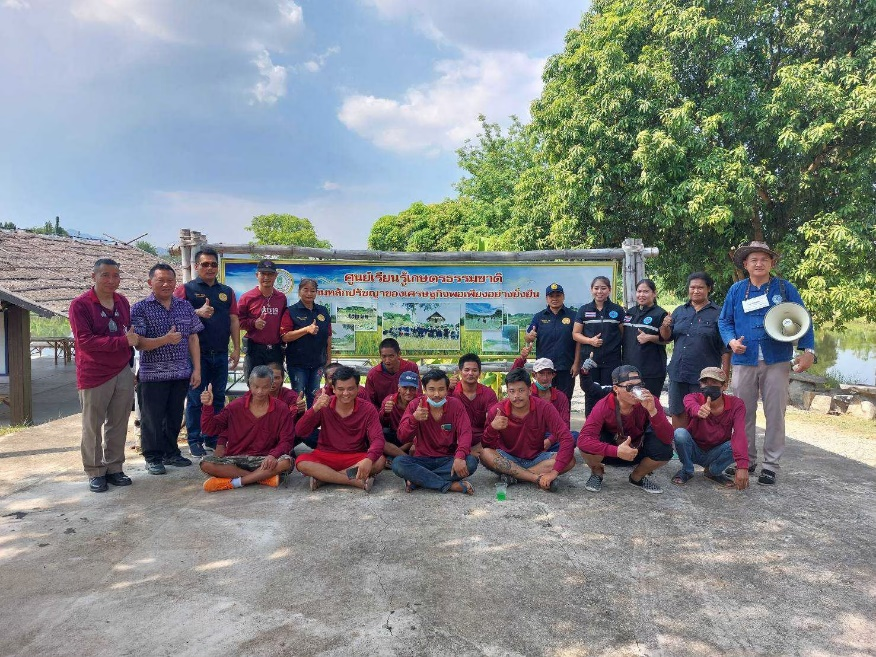 ศูนย์เรียนรู้เกษตรธรรมชาติ
ตามหลักปรัชญาของเศรษฐกิจพอเพียงอย่างยั่งยืน
2019